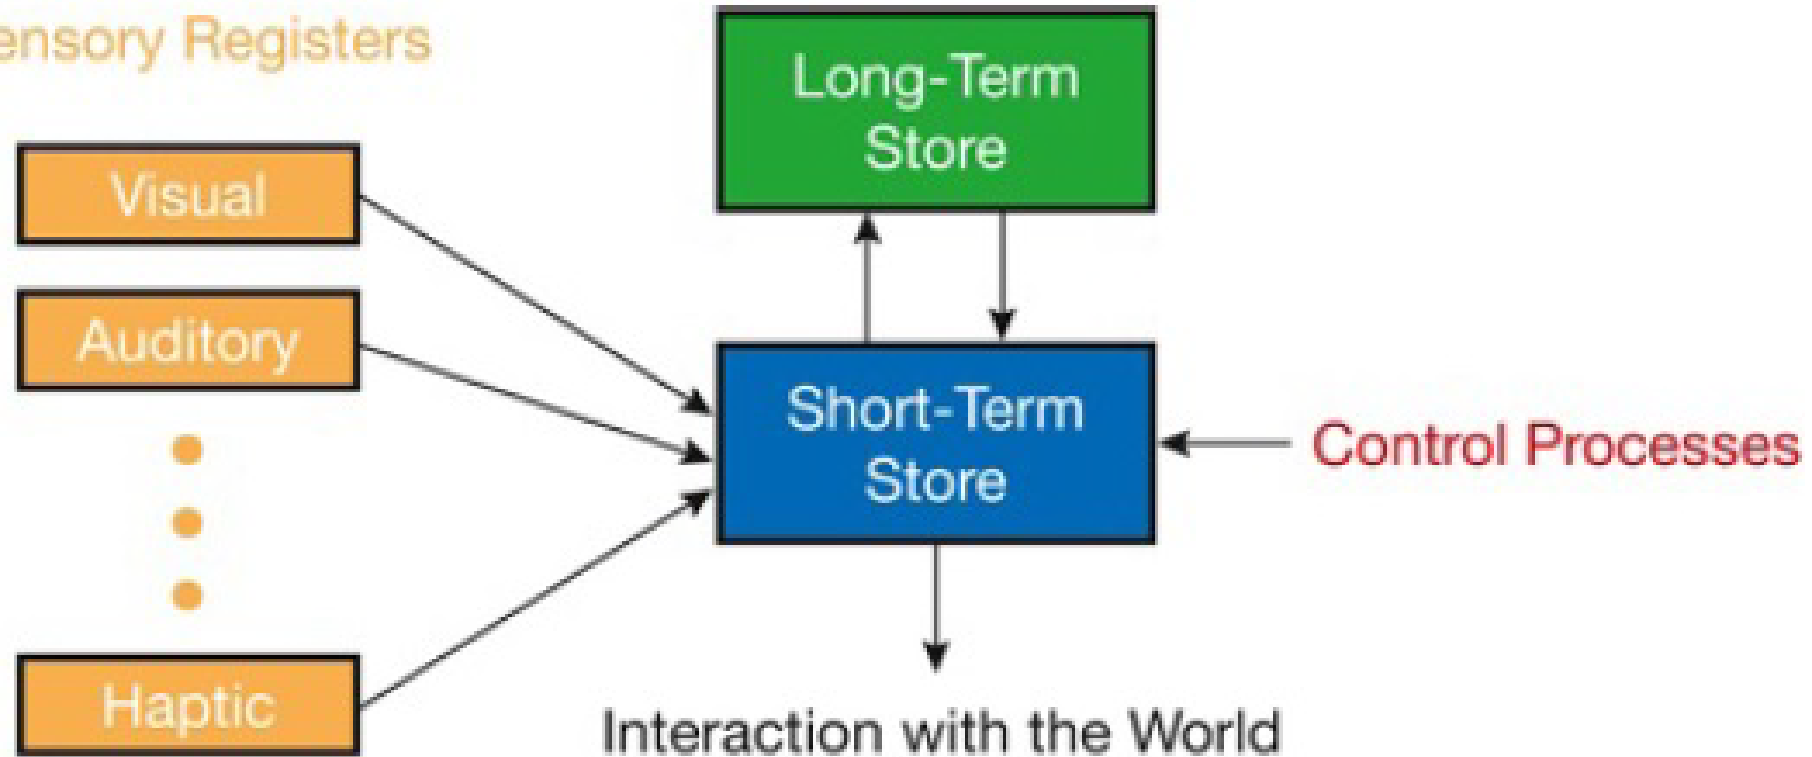 ensory Registers
Long-Term
Store
Visual
Auditory
Short-Term
Store
Control Processes
Haptic
Interaction with the World